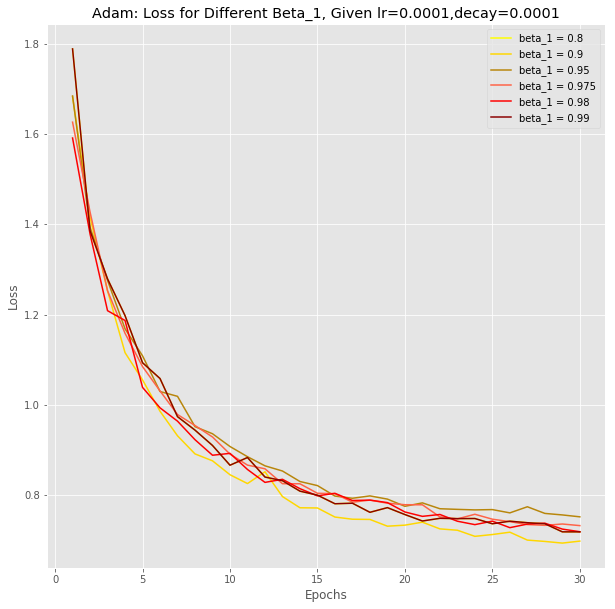 Adam: Loss for Different Beta_1, Given lr=0.0001,decay=0.0001
beta_1 = 0.8
beta_1 = 0.9
beta_1 = 0.95
beta_1 = 0.975
beta_1 = 0.98
beta_1 = 0.99
Loss
1.8
1.6
1.4
1.2
1.0
0.8
0
5
10
15
20
25
30
Epochs